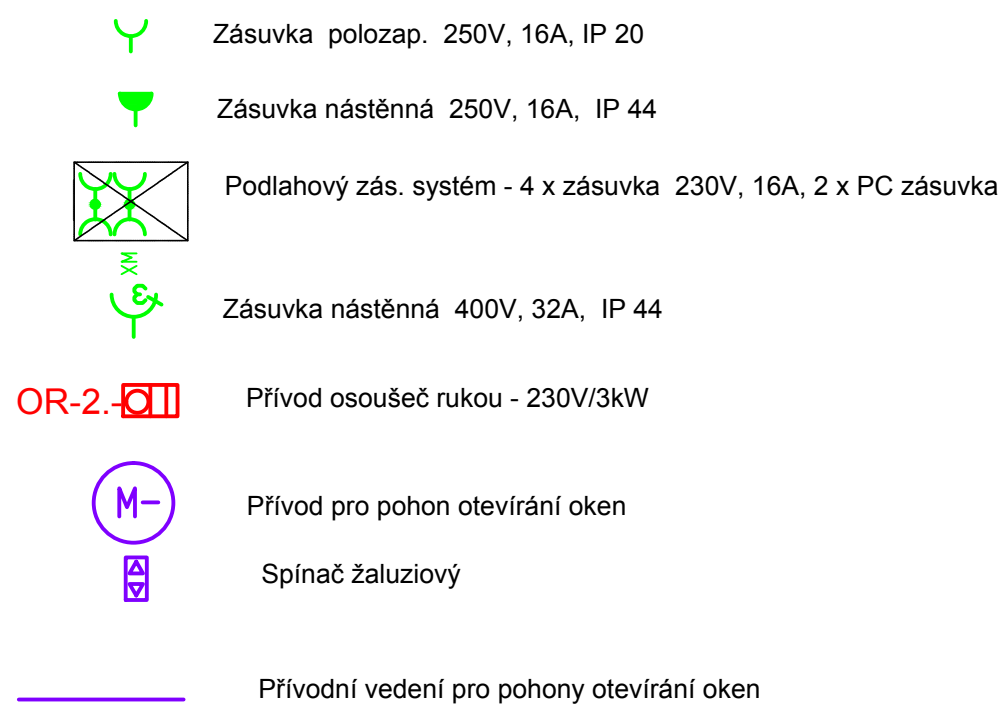 Zásuvka polozap. 250V, 16A, IP 20
Zásuvka nástěnná 250V, 16A, IP 44
Podlahový zás. systém - 4 x zásuvka 230V, 16A, 2 x PC zásuvka
XM
3x
Zásuvka nástěnná 400V, 32A, IP 44
OR-2.- Přívod osoušeč rukou - 230V/3kW
M- Přívod pro pohon otevírání oken
Spínač žaluziový
Přívodní vedení pro pohony otevírání oken